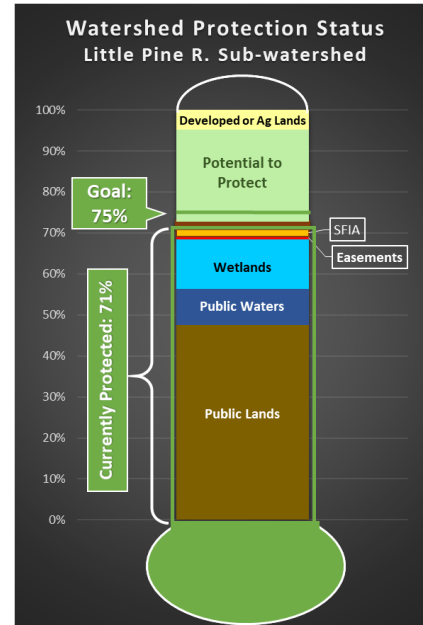 Watershed Protection Status
Little Pine R. Sub-watershed
100%
Developed or Ag Lands
90%
Potential to
Protect
80%
Goal:
75%
70%
SFIA
Easements
60%
Wetlands
50%
Public Waters
Currently Protected: 71%
40%
30%
Public Lands
20%
10%
0%